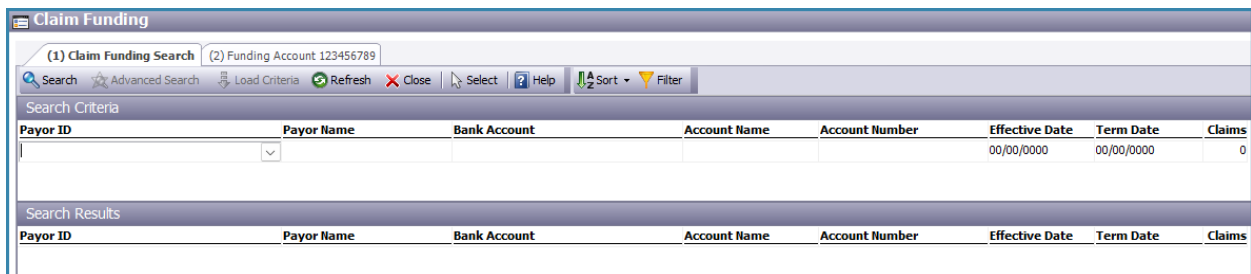 Claim Funding
(1) Claim Funding Search (2) Funding Account 123456789
Search Advanced Search Load Criteria Refresh Close Select Help Sort Filter
Search Criteria
Payor ID Payor Name Bank Account Account Name Account Number Effective Date Term Date Claims
00/00/0000 00/00/0000 0
Search Results
Payor ID Payor Name Bank Account Account Name Account Number Effective Date Term Date Claims